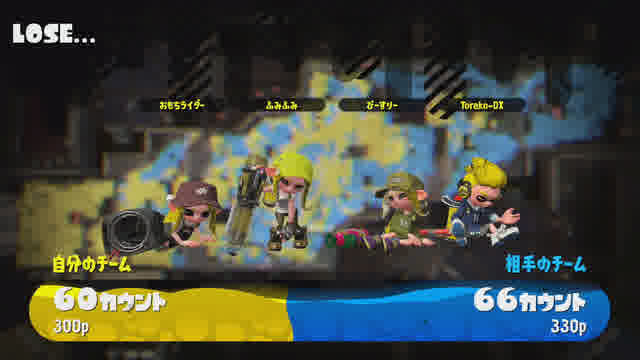 LOSE...
おもちライダー
ふみふみ
びーすりー
Toreko-DX
自分のチーム
相手のチーム
60カウント
66カウント
300p
330p